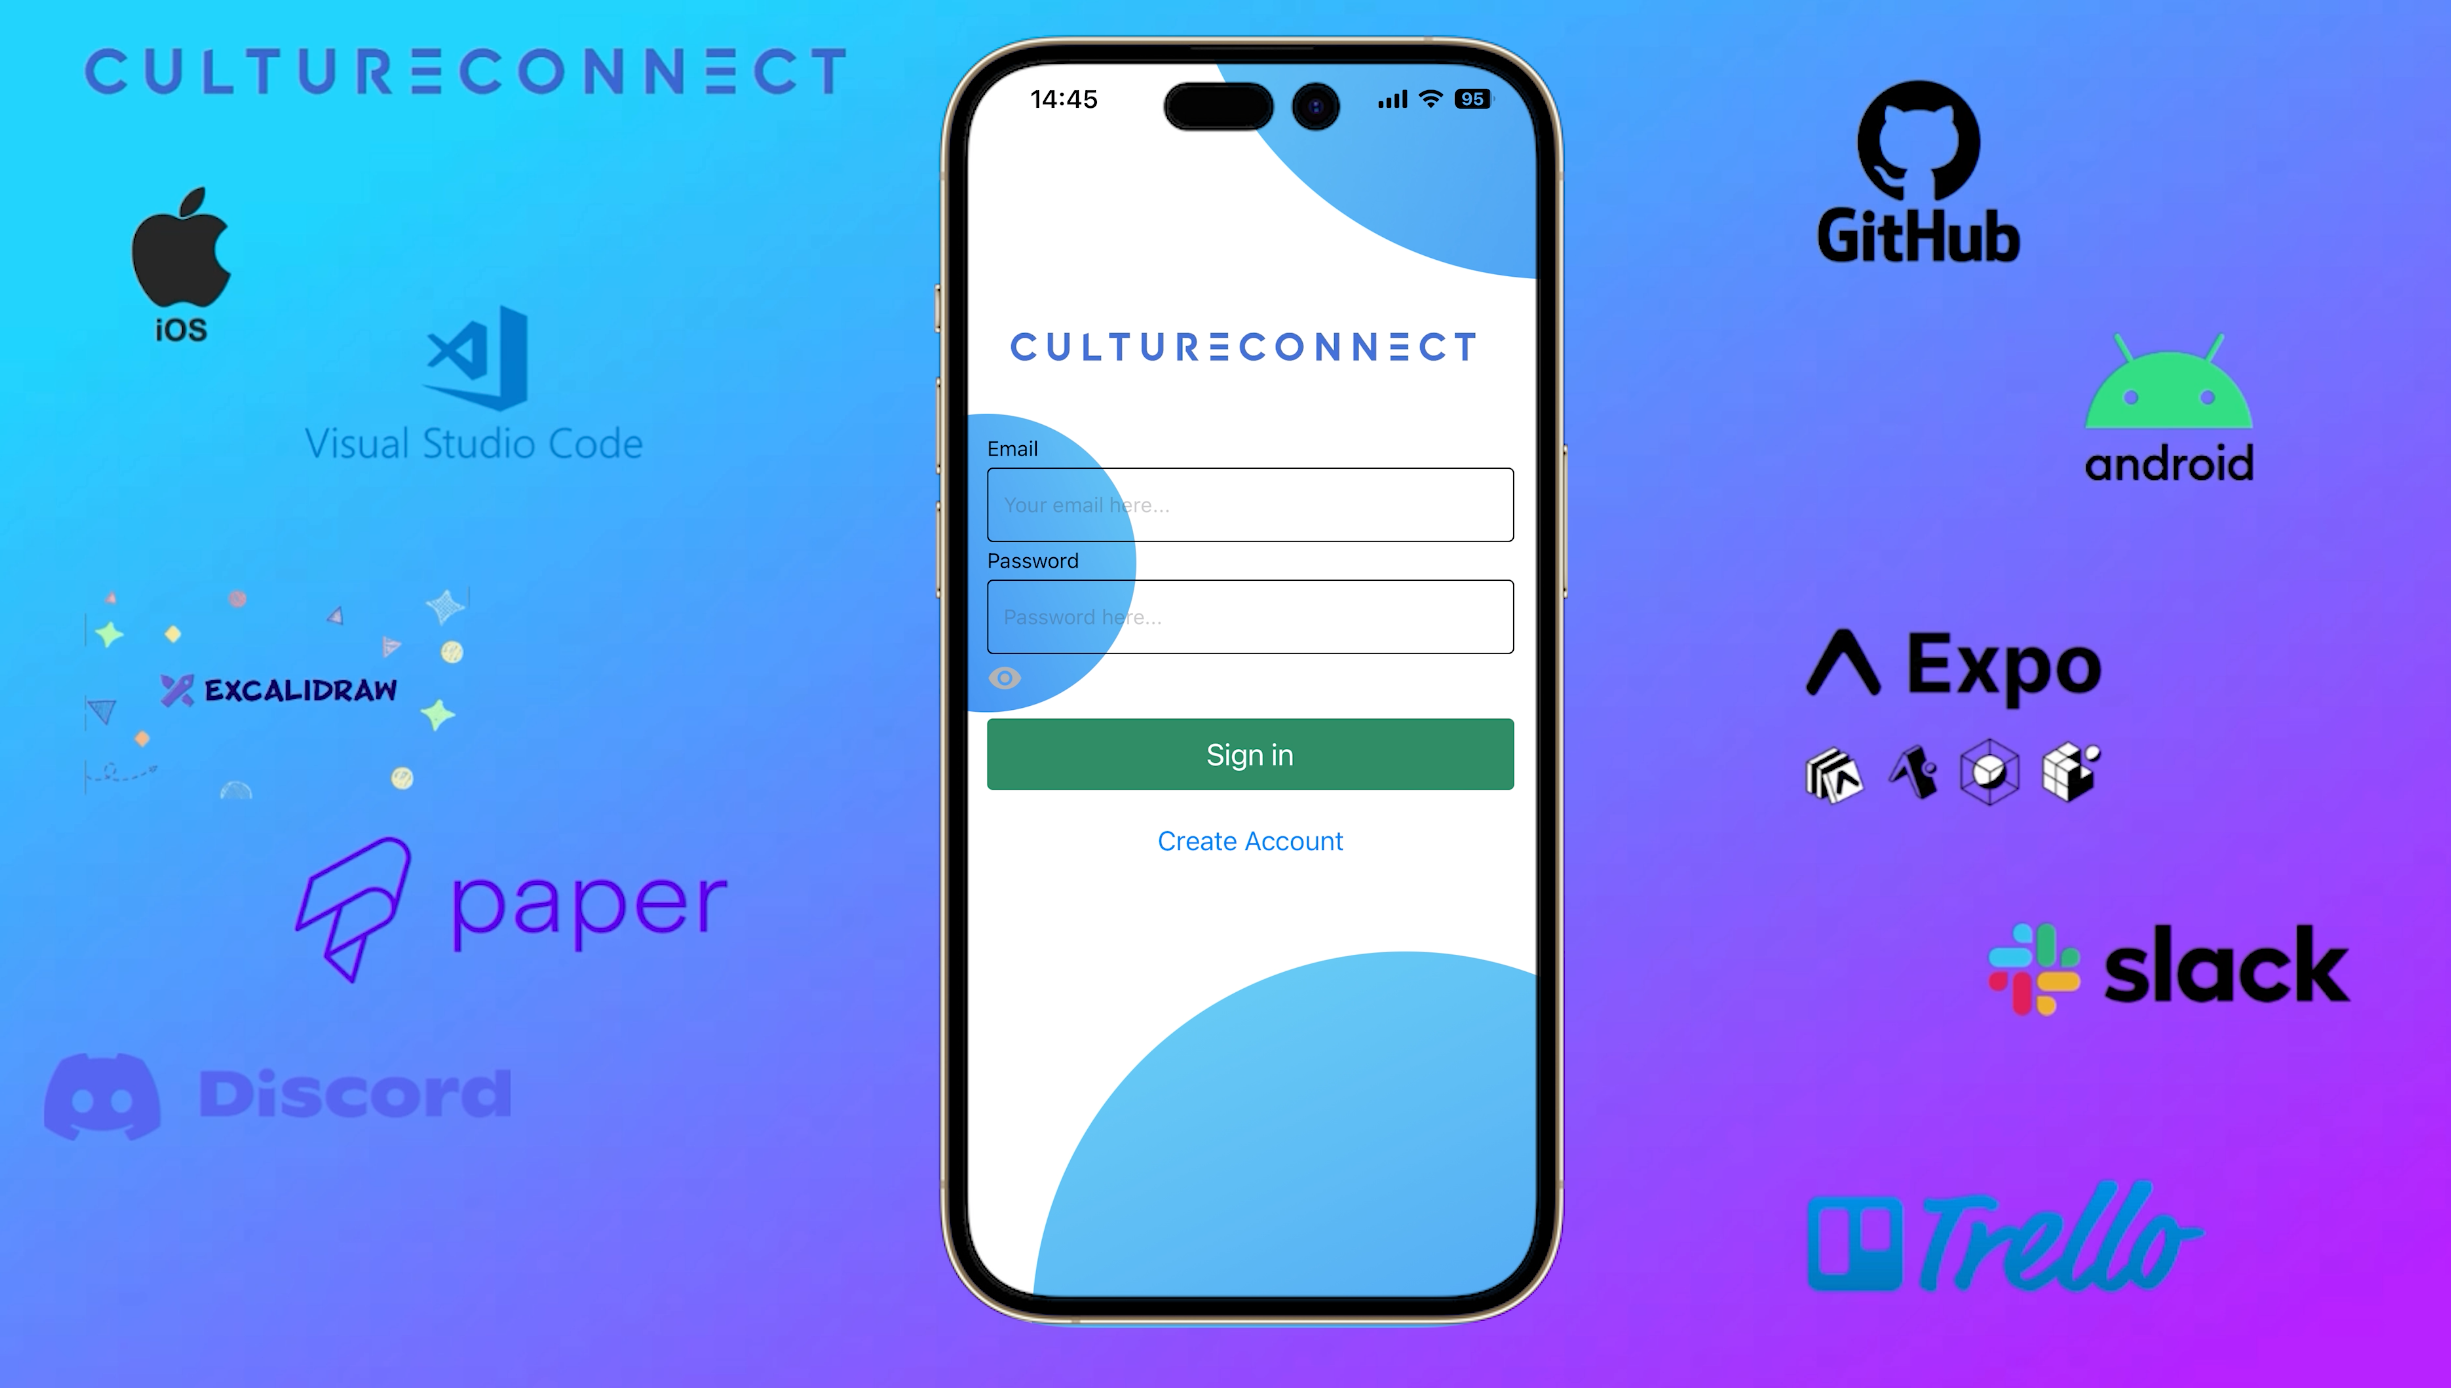 CULTURECONNECT
iOS
Visual Studio Code
EXCALIDRAW
paper
Discord
14:45
95
CULTURECONNECT
Email
Your email here...
Password
Password here...
Sign in
Create Account
GitHub
android
Expo
slack
Trello